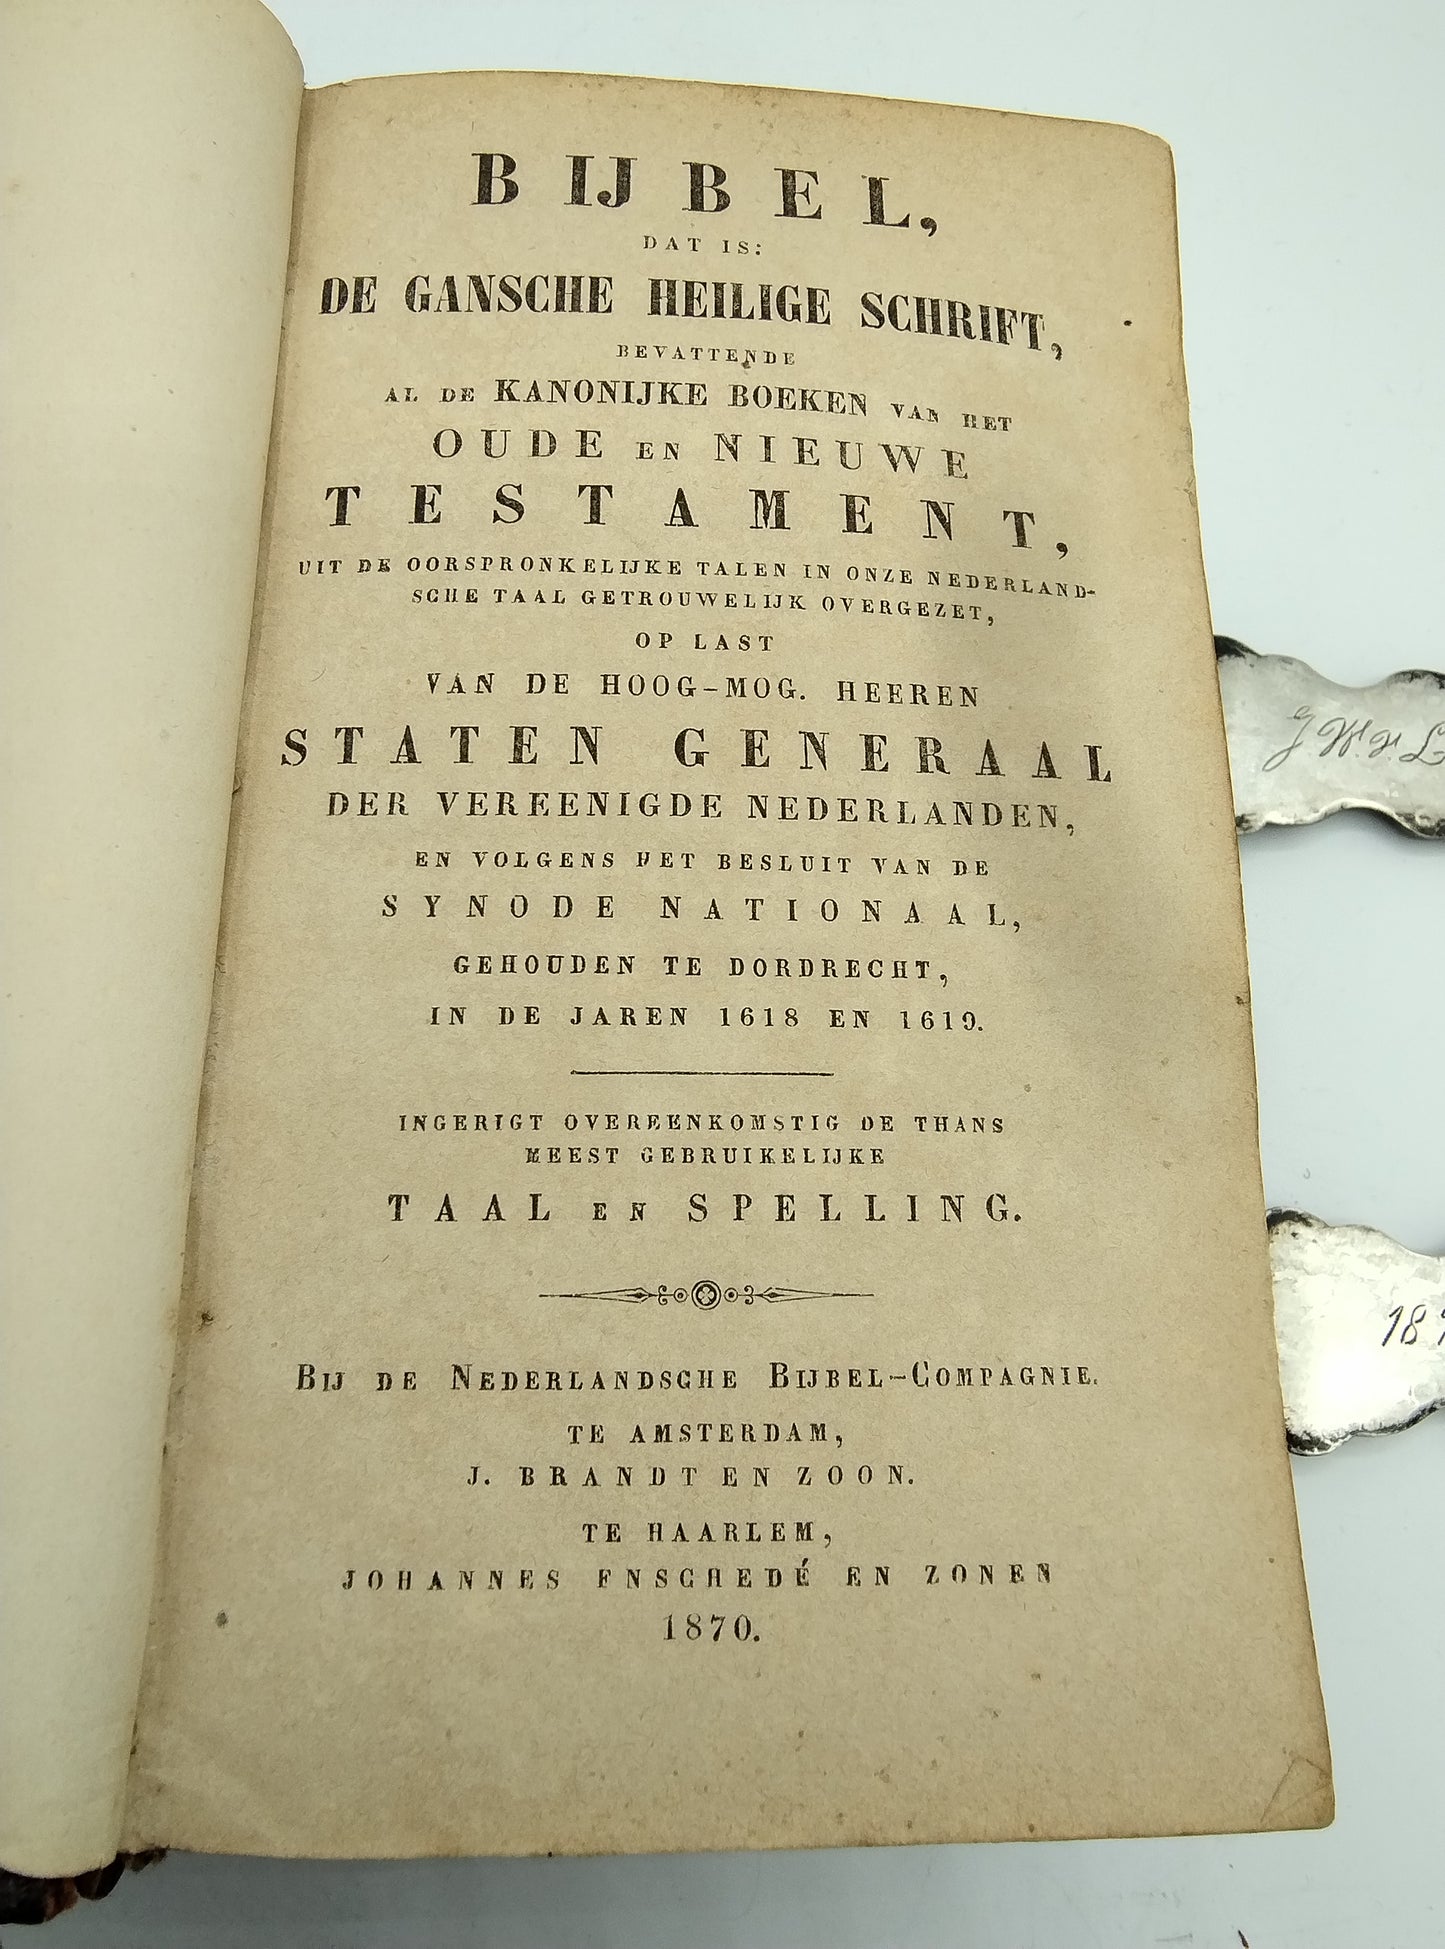 BIJBEL,
DAT IS:
DE GANSCHE HEILIGE SCHRIFT,
BEVATTENDE
AL DE KANONIJKE BOEKEN VAN HET
OUDE EN NIEUWE
TESTAMENT,
UIT DE OORSPRONKELIJKE TALEN IN ONZE NEDERLAND-
SCHE TAAL GETROUWELIJK OVERGEZET,
OP LAST
VAN DE HOOG-MOG. HEEREN
STATEN GENERAAL
DER VEREENIGDE NEDERLANDEN,
EN VOLGENS HET BESLUIT VAN DE
SYNODE NATIONAAL,
GEHOUDEN TE DORDRECHT,
IN DE JAREN 1618 EN 1619.
INGERIGT OVEREENKOMSTIG DE THANS
MEEST GEBRUIKELIJKE
TAAL EN SPELLING.
BIJ DE NEDERLANDSCHE BIJBEL-COMPAGNIE.
TE AMSTERDAM,
J. BRANDT EN ZOON.
TE HAARLEM,
JOHANNES ENSCHEDÉ EN ZONEN
1870.
J W. v. L